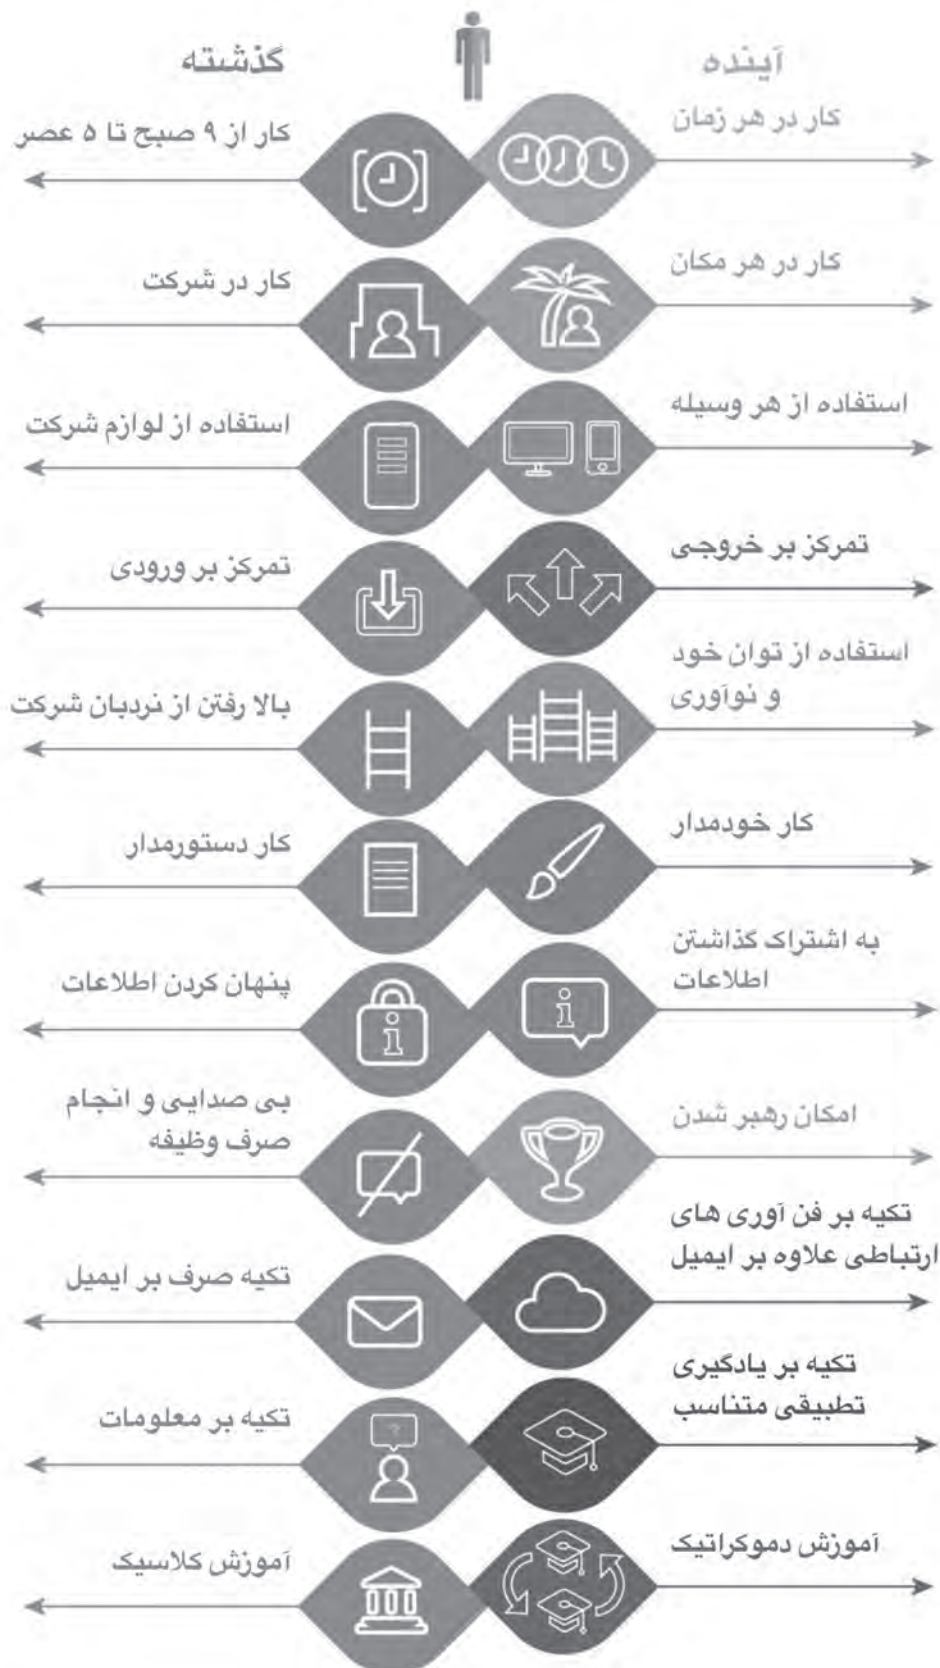 آینده
گذشته
کار در هر زمان
کار از ۹ صبح تا ۵ عصر
کار در هر مکان
کار در شرکت
استفاده از هر وسیله
استفاده از لوازم شرکت
تمرکز بر خروجی
تمرکز بر ورودی
استفاده از توان خود
و نوآوری
بالا رفتن از نردبان شرکت
کار خودمدار
کار دستورمدار
به اشتراک گذاشتن
اطلاعات
پنهان کردن اطلاعات
i
i
امکان رهبر شدن
بی صدایی و انجام
صرف وظیفه
تکیه بر فن آوری های
ارتباطی علاوه بر ایمیل
تکیه صرف بر ایمیل
تکیه بر یادگیری
تطبیقی متناسب
تکیه بر معلومات
?
آموزش دموکراتیک
آموزش کلاسیک